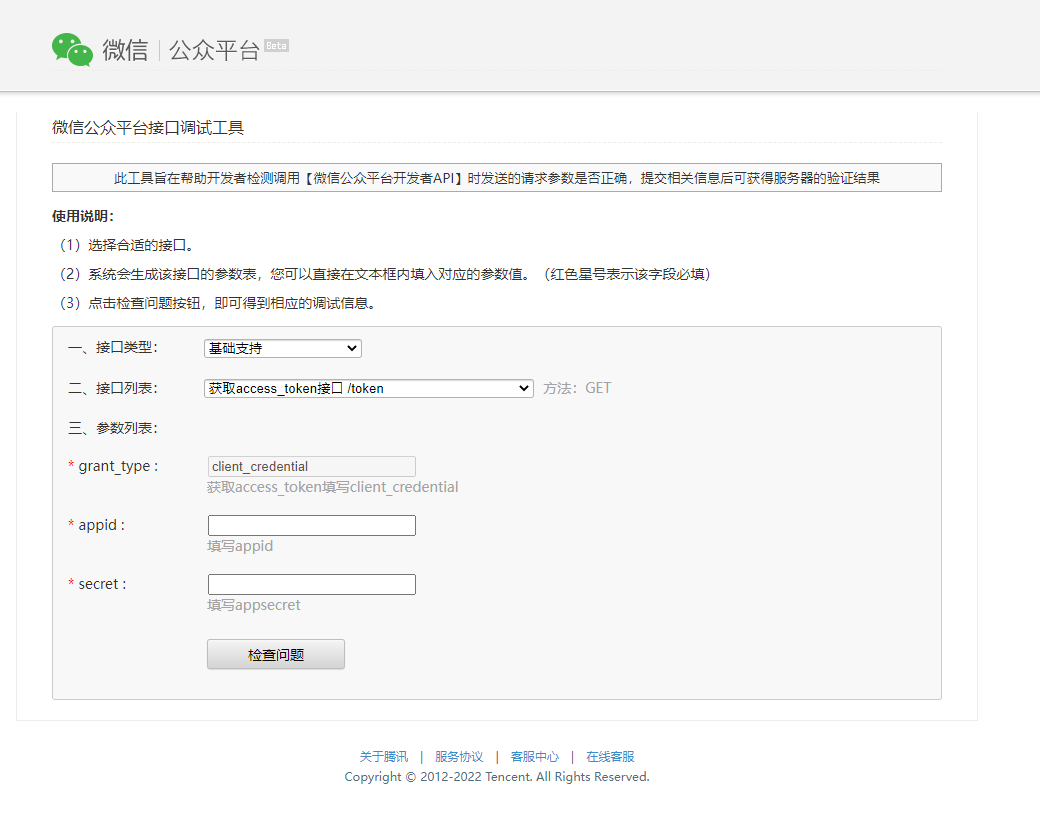 微信 | 公众平台 Beta
微信公众平台接口调试工具
此工具旨在帮助开发者检测调用【微信公众平台开发者API】时发送的请求参数是否正确，提交相关信息后可获得服务器的验证结果
使用说明：
（1）选择合适的接口。
（2）系统会生成该接口的参数表，您可以直接在文本框内填入对应的参数值。（红色星号表示该字段必填）
（3）点击检查问题按钮，即可得到相应的调试信息。
一、接口类型： 基础支持
二、接口列表： 获取access_token接口 /token 方法：GET
三、参数列表：
* grant_type : client_credential
获取access_token填写client_credential
* appid :
填写appid
* secret :
填写appsecret
检查问题
关于腾讯 | 服务协议 | 客服中心 | 在线客服
Copyright © 2012-2022 Tencent. All Rights Reserved.